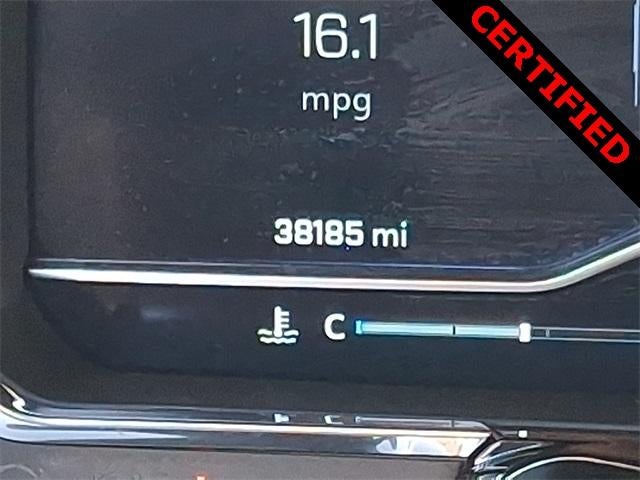 16.1
mpg
CERTIFIED
38185 mi
C